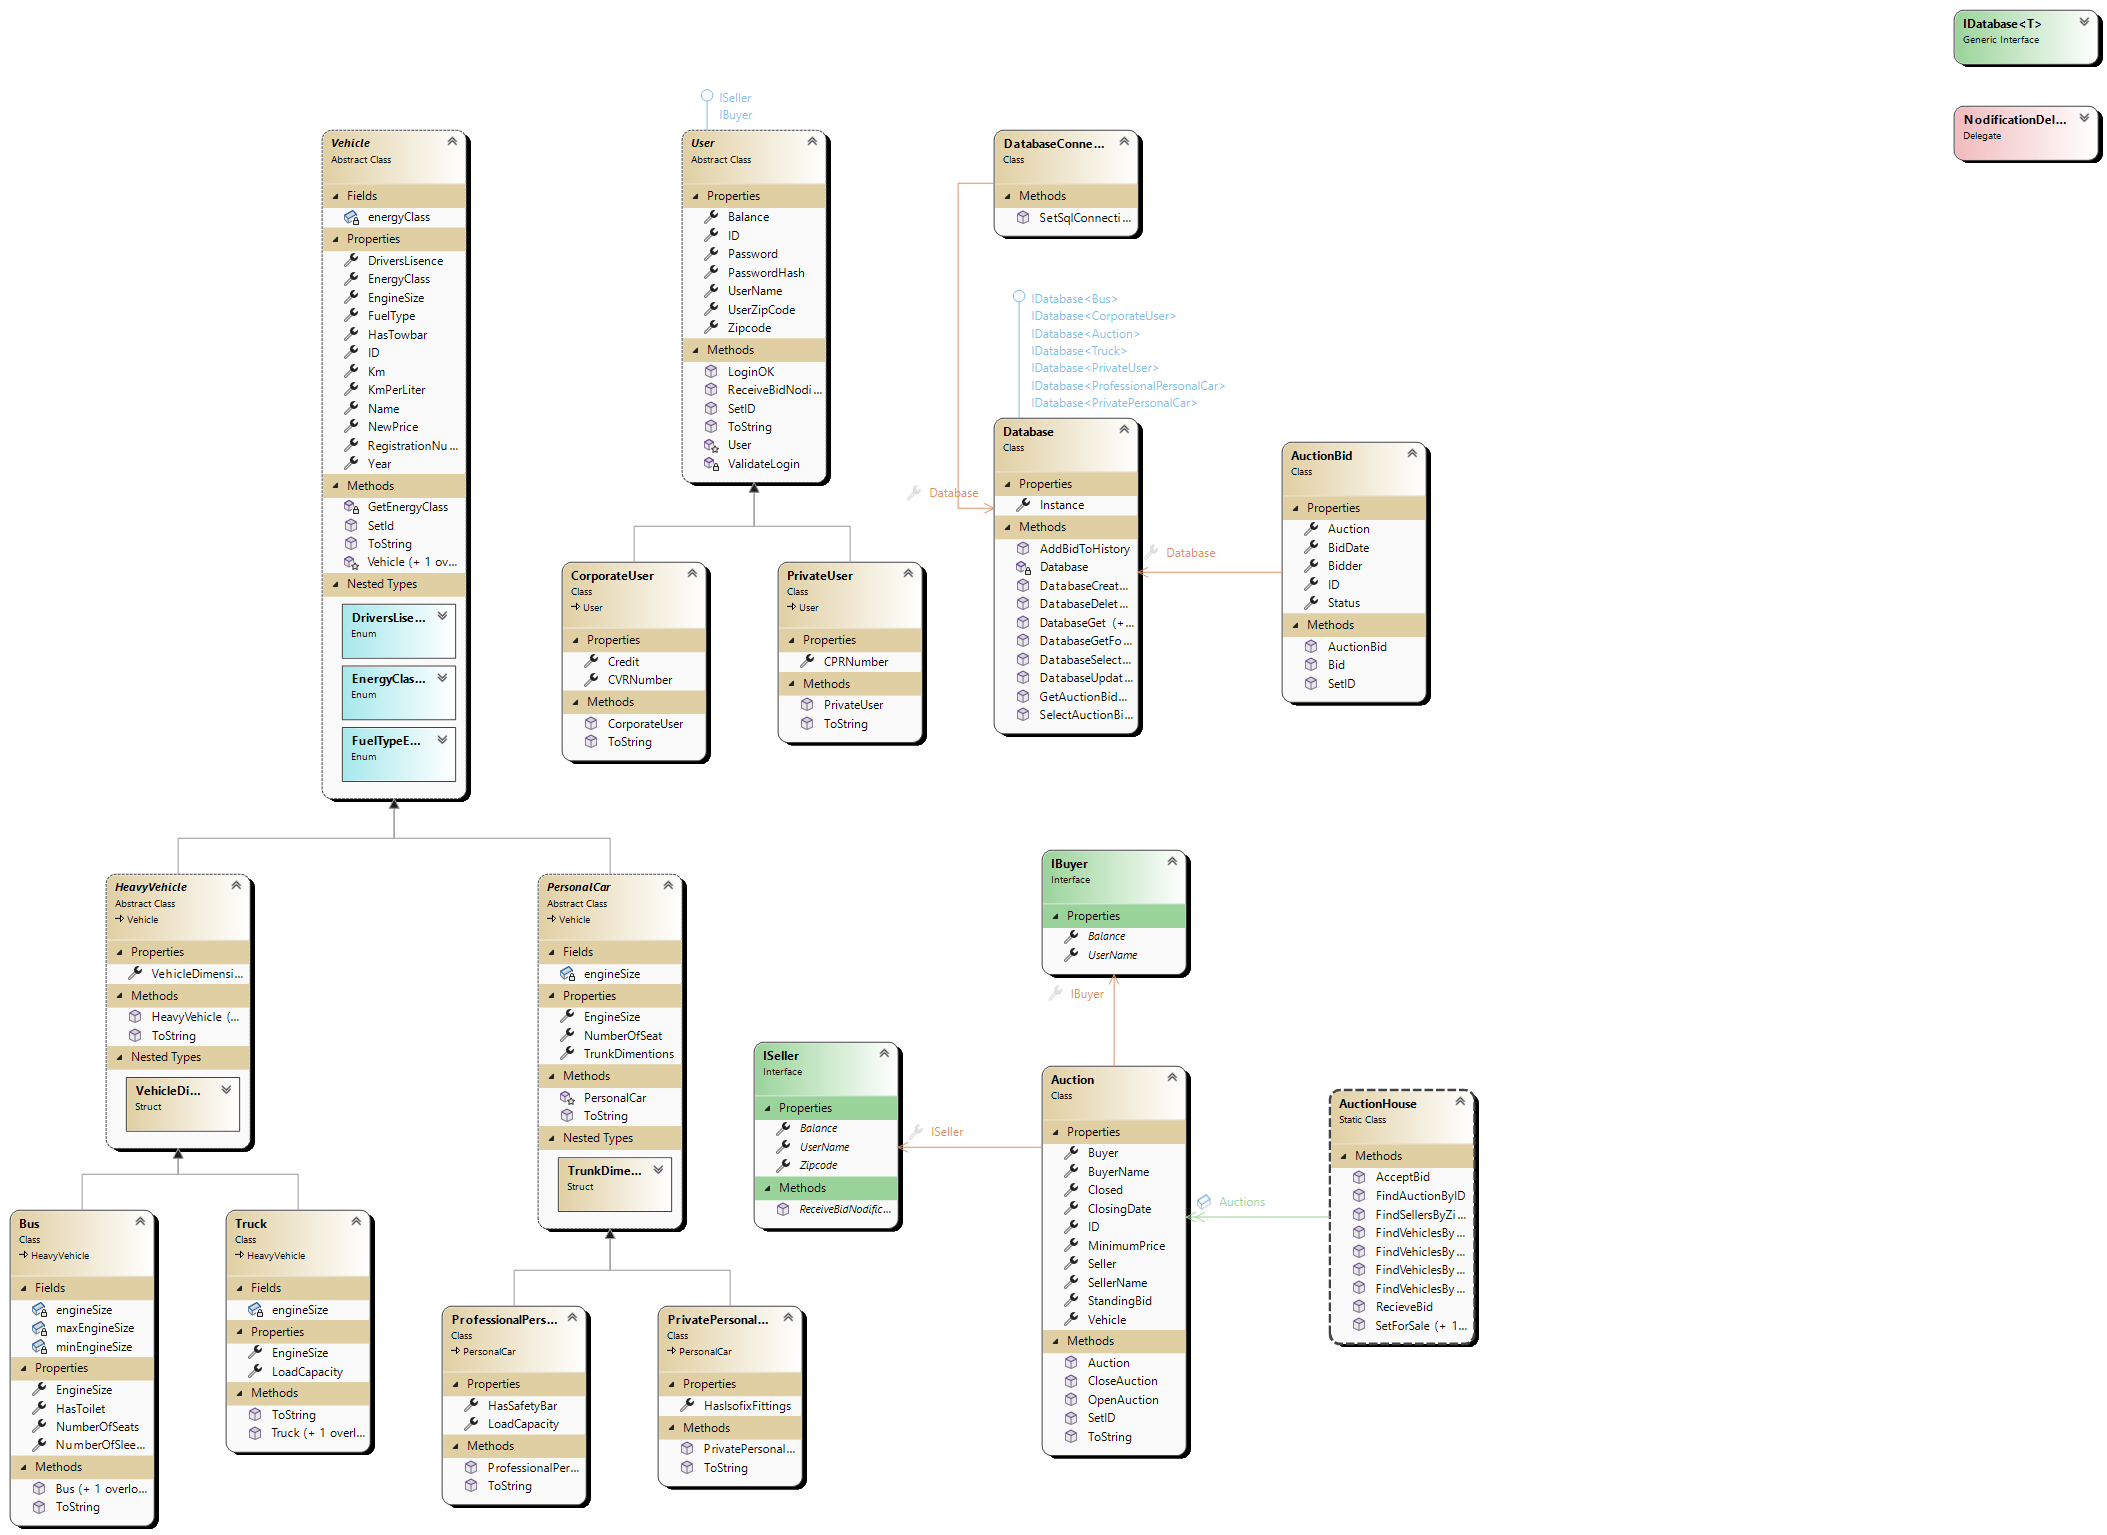 IDatabase<T>
Generic Interface
NodificationDel...
Delegate
ISeller
IBuyer
Vehicle
Abstract Class
Fields
energyClass
Properties
DriversLisence
EnergyClass
EngineSize
FuelType
HasTowbar
ID
Km
KmPerLiter
Name
NewPrice
RegistrationNu...
Year
Methods
GetEnergyClass
SetId
ToString
Vehicle (+ 1 ov...
Nested Types
DriversLise...
Enum
EnergyClas...
Enum
FuelTypeE...
Enum
User
Abstract Class
Properties
Balance
ID
Password
PasswordHash
UserName
UserZipCode
Zipcode
Methods
LoginOK
ReceiveBidNodi...
SetID
ToString
User
ValidateLogin
DatabaseConne...
Class
Methods
SetSqlConnecti...
Database
IDatabase<Bus>
IDatabase<CorporateUser>
IDatabase<Auction>
IDatabase<Truck>
IDatabase<PrivateUser>
IDatabase<ProfessionalPersonalCar>
IDatabase<PrivatePersonalCar>
Database
Class
Properties
Instance
Methods
AddBidToHistory
Database
DatabaseCreat...
DatabaseDelet...
DatabaseGet (+...
DatabaseGetFo...
DatabaseSelect...
DatabaseUpdat...
GetAuctionBid...
SelectAuctionBi...
Database
AuctionBid
Class
Properties
Auction
BidDate
Bidder
ID
Status
Methods
AuctionBid
Bid
SetID
CorporateUser
Class
User
Properties
Credit
CVRNumber
Methods
CorporateUser
ToString
PrivateUser
Class
User
Properties
CPRNumber
Methods
PrivateUser
ToString
HeavyVehicle
Abstract Class
Vehicle
Properties
VehicleDimensi...
Methods
HeavyVehicle (...
ToString
Nested Types
VehicleDi...
Struct
PersonalCar
Abstract Class
Vehicle
Fields
engineSize
Properties
EngineSize
NumberOfSeat
TrunkDimentions
Methods
PersonalCar
ToString
Nested Types
TrunkDime...
Struct
IBuyer
Interface
Properties
Balance
UserName
IBuyer
ISeller
Interface
Properties
Balance
UserName
Zipcode
Methods
ReceiveBidNodific...
ISeller
Auction
Class
Properties
Buyer
BuyerName
Closed
ClosingDate
ID
MinimumPrice
Seller
SellerName
StandingBid
Vehicle
Methods
Auction
CloseAuction
OpenAuction
SetID
ToString
Auctions
AuctionHouse
Static Class
Methods
AcceptBid
FindAuctionByID
FindSellersByZi...
FindVehiclesBy...
FindVehiclesBy...
FindVehiclesBy...
FindVehiclesBy...
RecieveBid
SetForSale (+ 1...
Bus
Class
HeavyVehicle
Fields
engineSize
maxEngineSize
minEngineSize
Properties
EngineSize
HasToilet
NumberOfSeats
NumberOfSlee...
Methods
Bus (+ 1 overlo...
ToString
Truck
Class
HeavyVehicle
Fields
engineSize
Properties
EngineSize
LoadCapacity
Methods
ToString
Truck (+ 1 overl...
ProfessionalPers...
Class
PersonalCar
Properties
HasSafetyBar
LoadCapacity
Methods
ProfessionalPer...
ToString
PrivatePersonal...
Class
PersonalCar
Properties
HasIsofixFittings
Methods
PrivatePersonal...
ToString